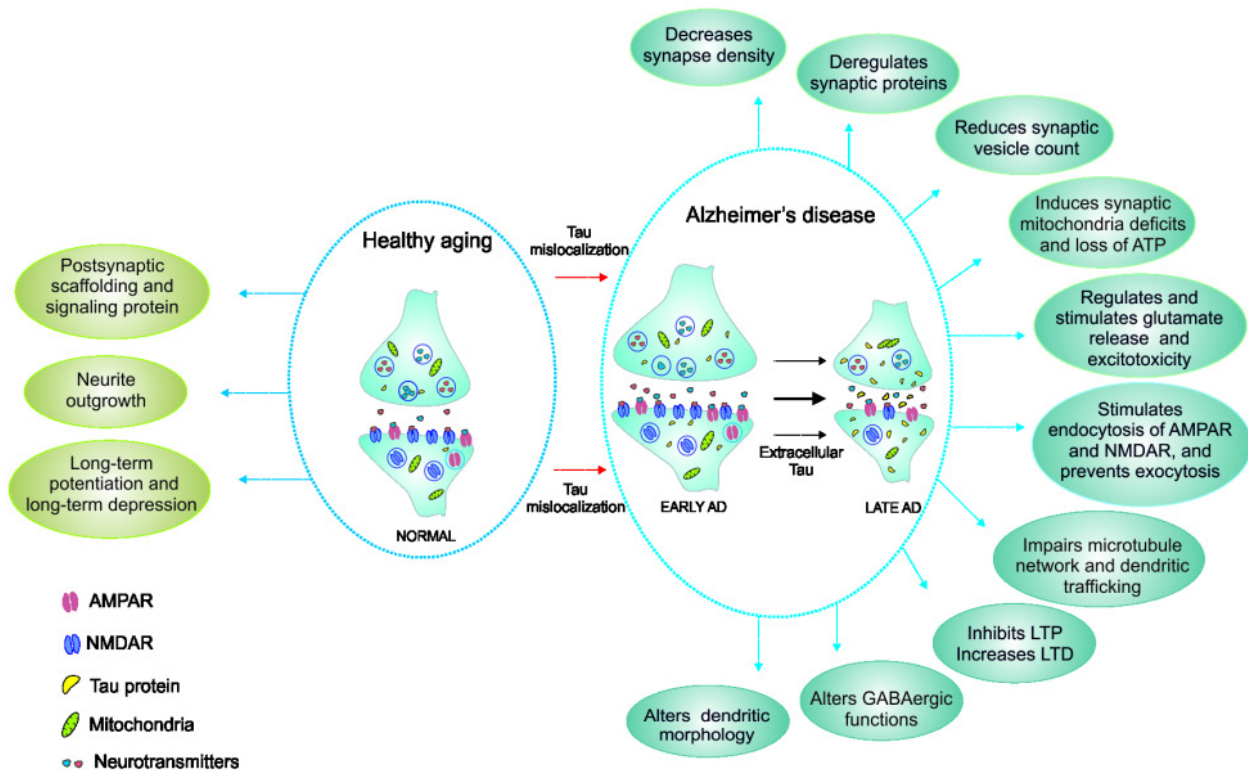 Decreases
synapse density
Deregulates
synaptic proteins
Reduces synaptic
vesicle count
Induces synaptic
mitochondria deficits
and loss of ATP
Regulates and
stimulates glutamate
release and
excitotoxicity
Stimulates
endocytosis of AMPAR
and NMDAR, and
prevents exocytosis
Impairs microtubule
network and dendritic
trafficking
Inhibits LTP
Increases LTD
Alters GABAergic
functions
Alters dendritic
morphology
Alzheimer's disease
Healthy aging
Tau
mislocalization
Tau
mislocalization
Extracellular
Tau
NORMAL
EARLY AD
LATE AD
Postsynaptic
scaffolding and
signaling protein
Neurite
outgrowth
Long-term
potentiation and
long-term depression
AMPAR
NMDAR
Tau protein
Mitochondria
Neurotransmitters